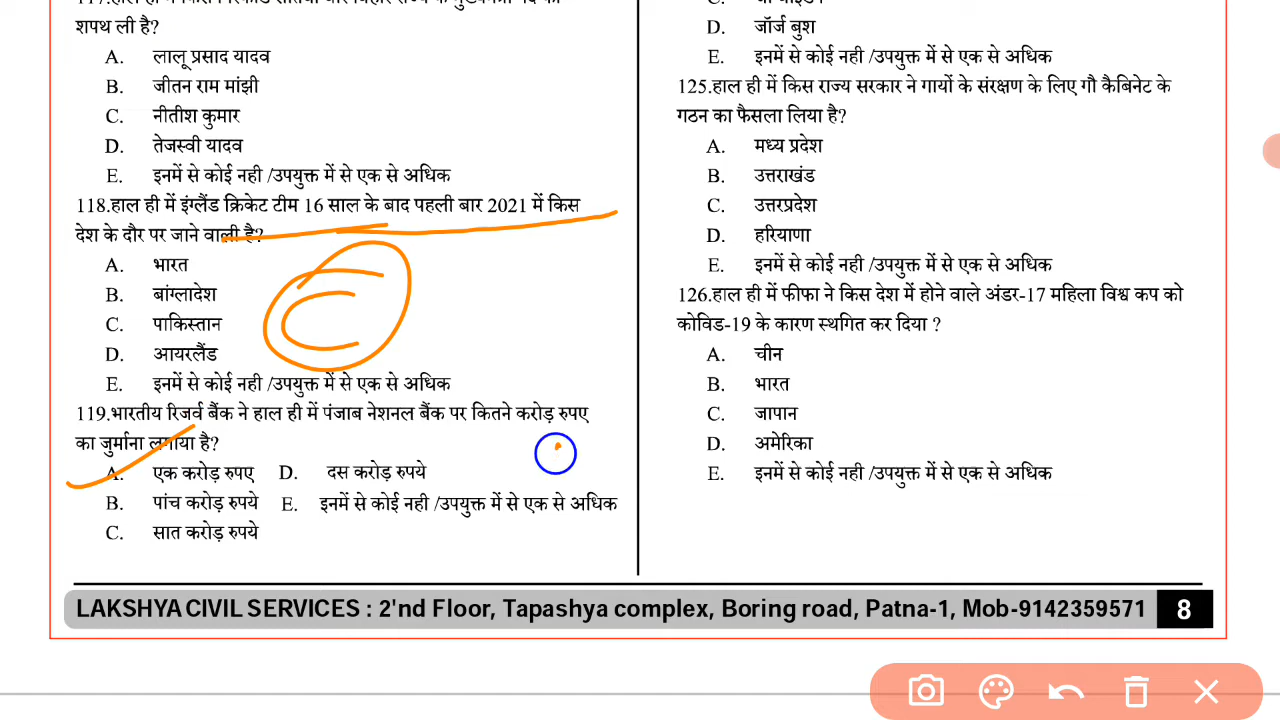 शपथ ली है?
A. लालू प्रसाद यादव
B. जीतन राम मांझी
C. नीतीश कुमार
D. तेजस्वी यादव
E. इनमें से कोई नही /उपयुक्त में से एक से अधिक
118.हाल ही में इंग्लैंड क्रिकेट टीम 16 साल के बाद पहली बार 2021 में किस
देश के दौर पर जाने वाली है?
A. भारत
B. बांग्लादेश
C. पाकिस्तान
D. आयरलैंड
E. इनमें से कोई नही /उपयुक्त में से एक से अधिक
119.भारतीय रिजर्व बैंक ने हाल ही में पंजाब नेशनल बैंक पर कितने करोड़ रुपए
का जुर्माना लगाया है?
A. एक करोड़ रुपए D. दस करोड़ रुपये
B. पांच करोड़ रुपये E. इनमें से कोई नही /उपयुक्त में से एक से अधिक
C. सात करोड़ रुपये
D. जॉर्ज बुश
E. इनमें से कोई नही /उपयुक्त में से एक से अधिक
125.हाल ही में किस राज्य सरकार ने गायों के संरक्षण के लिए गौ कैबिनेट के
गठन का फैसला लिया है?
A. मध्य प्रदेश
B. उत्तराखंड
C. उत्तरप्रदेश
D. हरियाणा
E. इनमें से कोई नही /उपयुक्त में से एक से अधिक
126.हाल ही में फीफा ने किस देश में होने वाले अंडर-17 महिला विश्व कप को
कोविड-19 के कारण स्थगित कर दिया ?
A. चीन
B. भारत
C. जापान
D. अमेरिका
E. इनमें से कोई नही /उपयुक्त में से एक से अधिक
LAKSHYA CIVIL SERVICES : 2'nd Floor, Tapashya complex, Boring road, Patna-1, Mob-9142359571 8